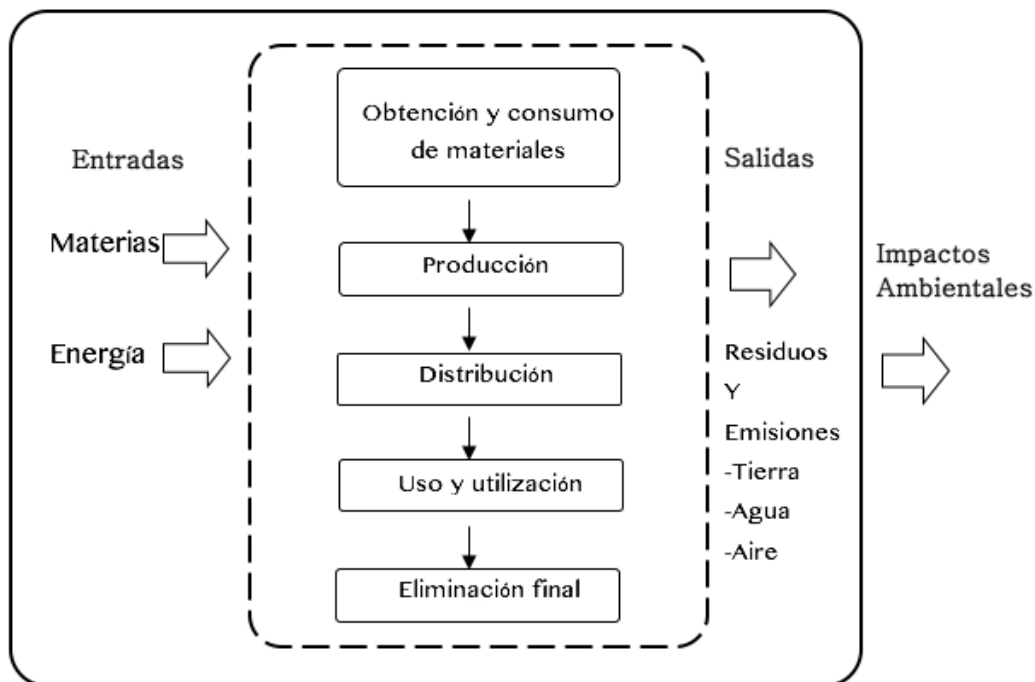 Entradas
Materias
Energía
Obtención y consumo
de materiales
Producción
Distribución
Uso y utilización
Eliminación final
Salidas
Residuos
Y
Emisiones
-Tierra
-Agua
-Aire
Impactos
Ambientales